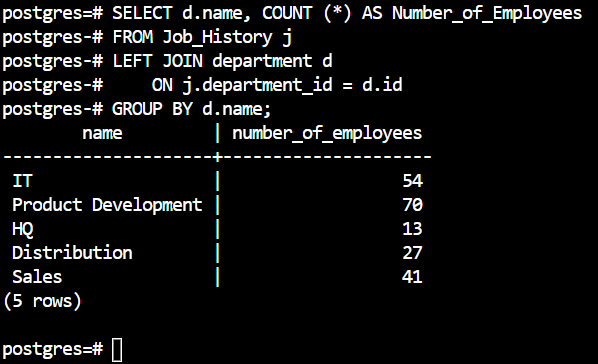 postgres=# SELECT d.name, COUNT (*) AS Number_of_Employees
postgres-# FROM Job_History j
postgres-# LEFT JOIN department d
postgres-#     ON j.department_id = d.id
postgres-# GROUP BY d.name;
        name         | number_of_employees
---------------------+---------------------
 IT                  |                  54
 Product Development |                  70
 HQ                  |                  13
 Distribution        |                  27
 Sales               |                  41
(5 rows)

postgres=#